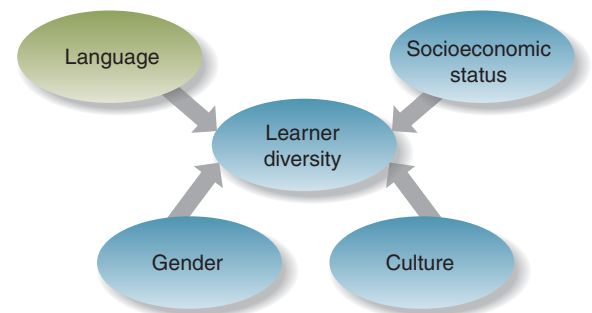 Language
Socioeconomic
status
Learner
diversity
Gender
Culture